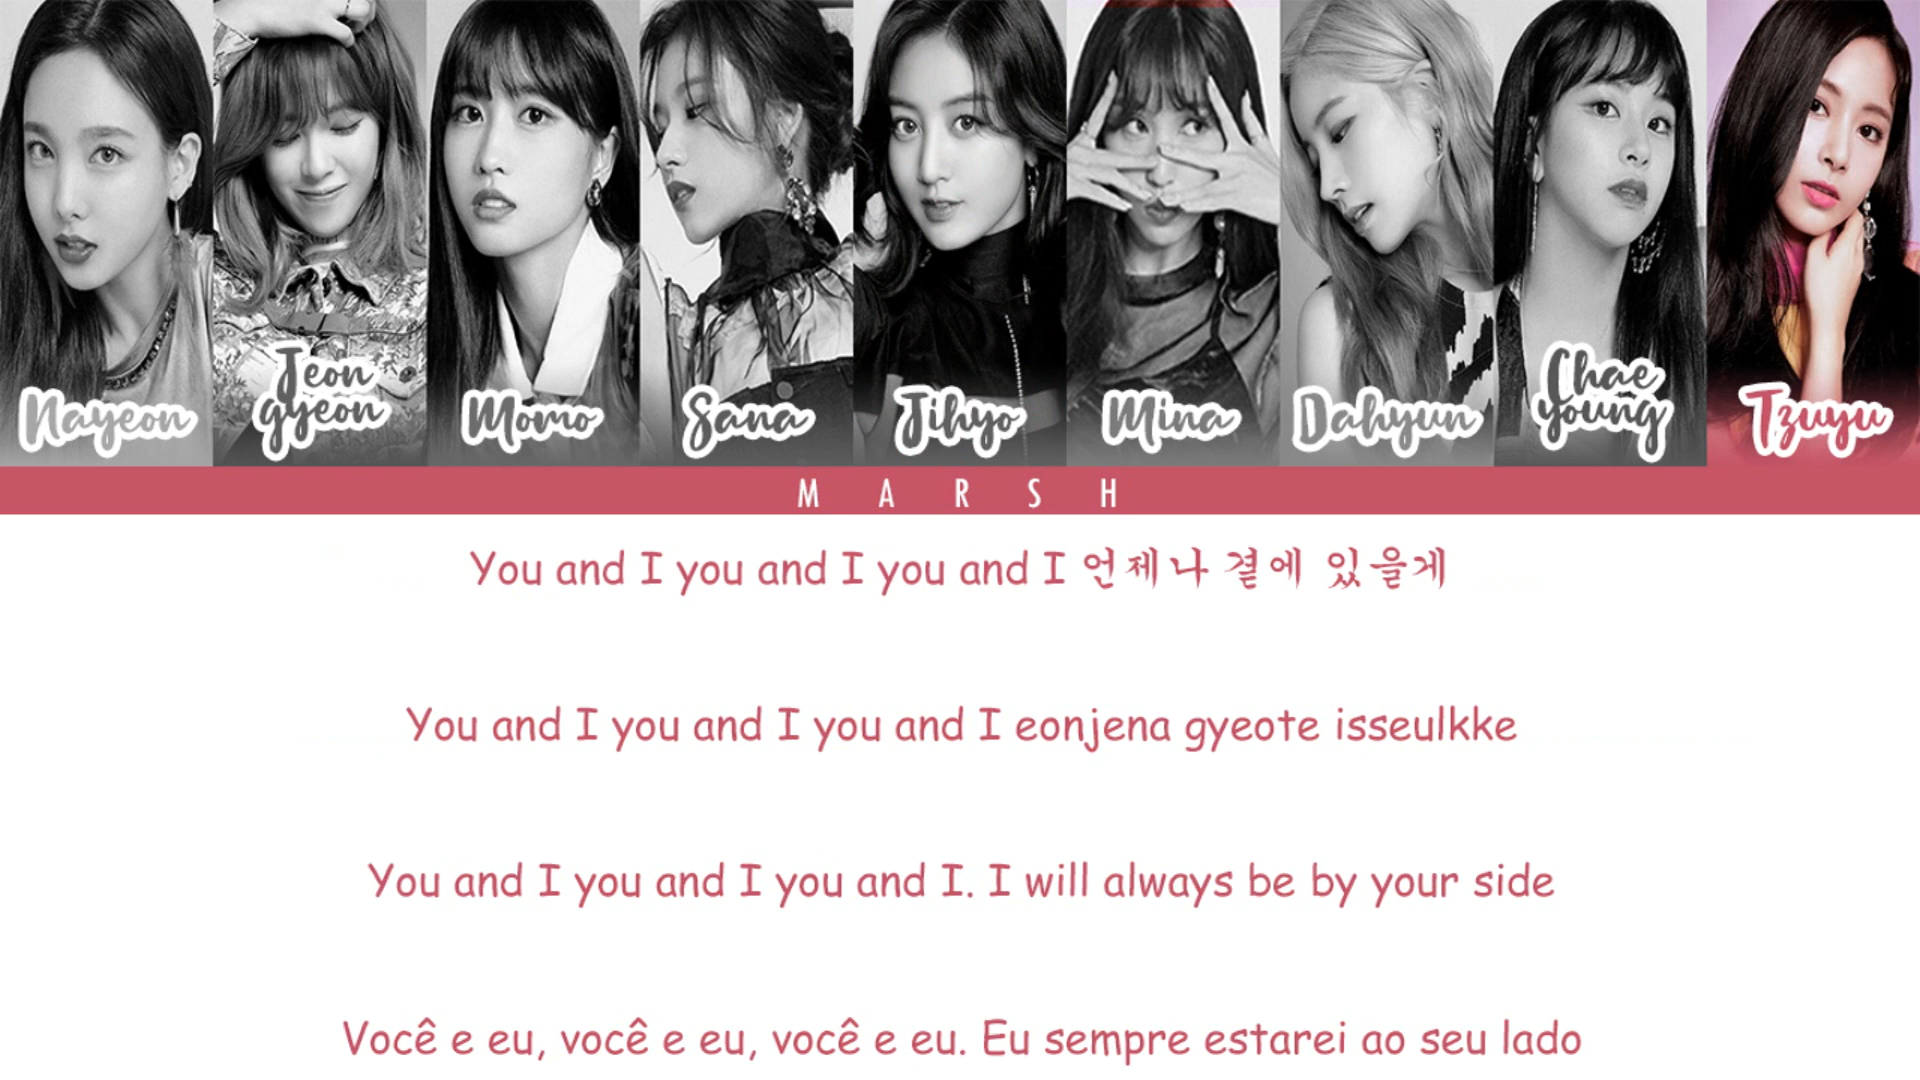 Nayeon
Jeon
gyeon
Momo
Sana
Jihyo
Mina
Dahyun
Chae
young
Tzuyu
MARSH
You and I you and I you and I 언제나 곁에 있을게
You and I you and I you and I eonjena gyeote isseulkke
You and I you and I you and I. I will always be by your side
Você e eu, você e eu, você e eu. Eu sempre estarei ao seu lado